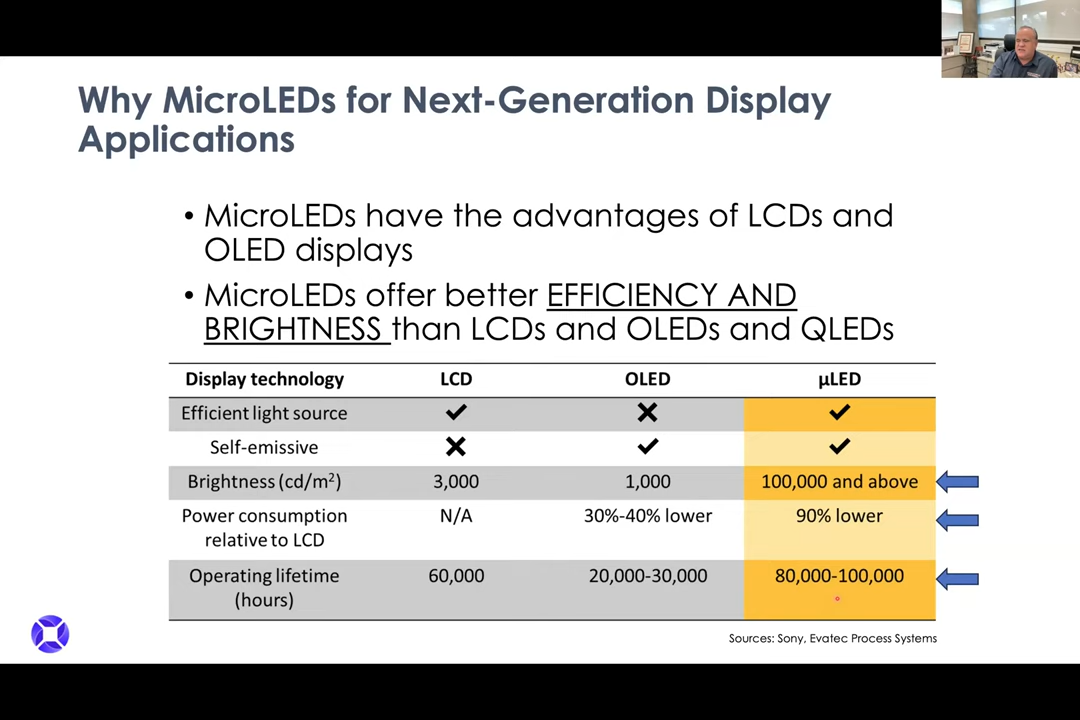 Why MicroLEDs for Next-Generation Display
Applications
• MicroLEDs have the advantages of LCDs and
OLED displays
• MicroLEDs offer better EFFICIENCY AND
BRIGHTNESS than LCDs and OLEDs and QLEDs
Display technology LCD OLED µLED
Efficient light source ✔ ✖ ✔
Self-emissive ✖ ✔ ✔
Brightness (cd/m²) 3,000 1,000 100,000 and above
Power consumption N/A 30%-40% lower 90% lower
relative to LCD
Operating lifetime 60,000 20,000-30,000 80,000-100,000
(hours)
Sources: Sony, Evatec Process Systems